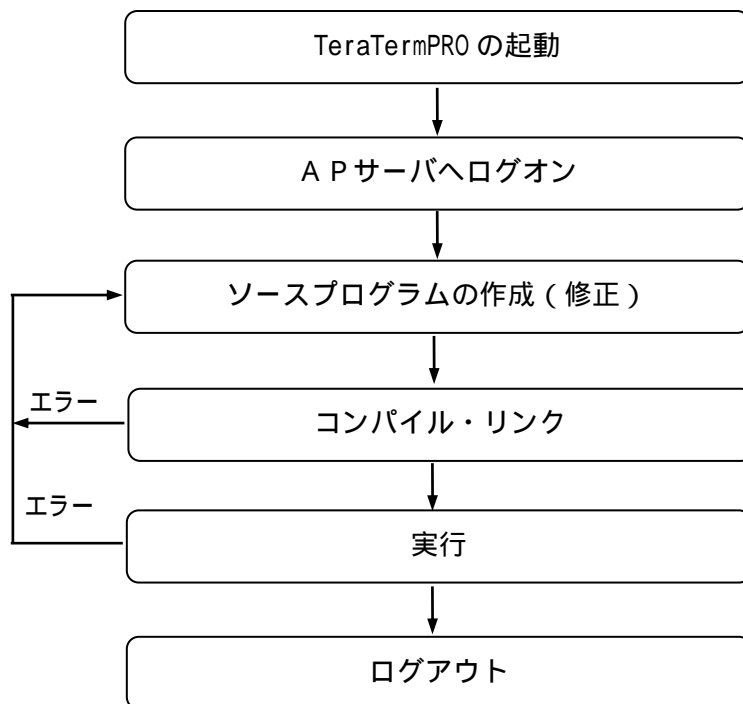 TeraTermPRO の起動
ＡＰサーバへログオン
ソースプログラムの作成（修正）
エラー
コンパイル・リンク
エラー
実行
ログアウト